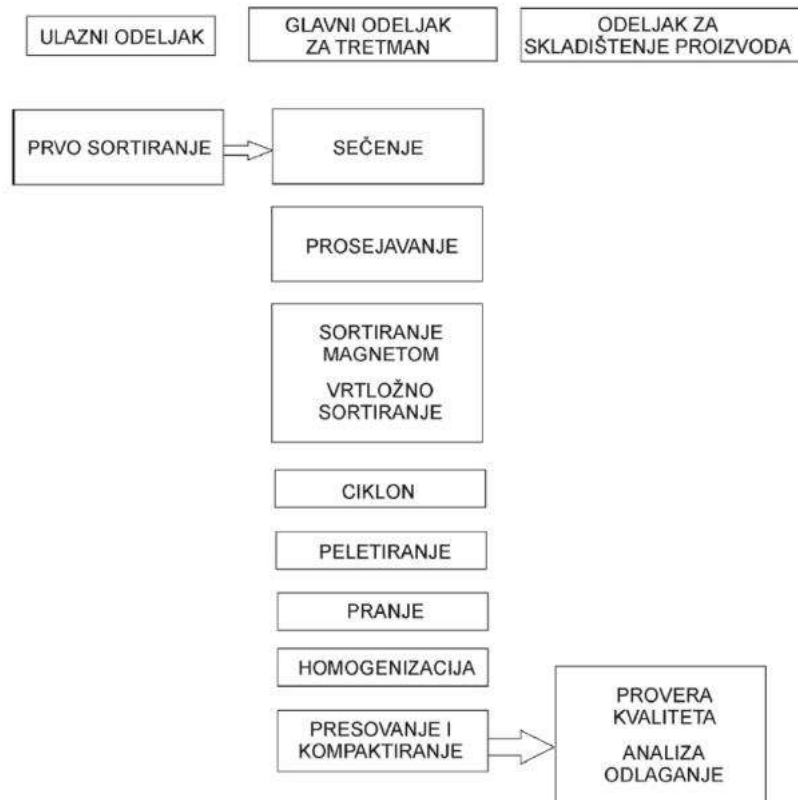 ULAZNI ODELJAK
GLAVNI ODELJAK
ZA TRETMAN
ODELJAK ZA
SKLADIŠTENJE PROIZVODA
PRVO SORTIRANJE
SEČENJE
PROSEJAVANJE
SORTIRANJE
MAGNETOM
VRTLOŽNO
SORTIRANJE
CIKLON
PELETIRANJE
PRANJE
HOMOGENIZACIJA
PRESOVANJE I
KOMPAKTIRANJE
PROVERA
KVALITETA
ANALIZA
ODLAGANJE